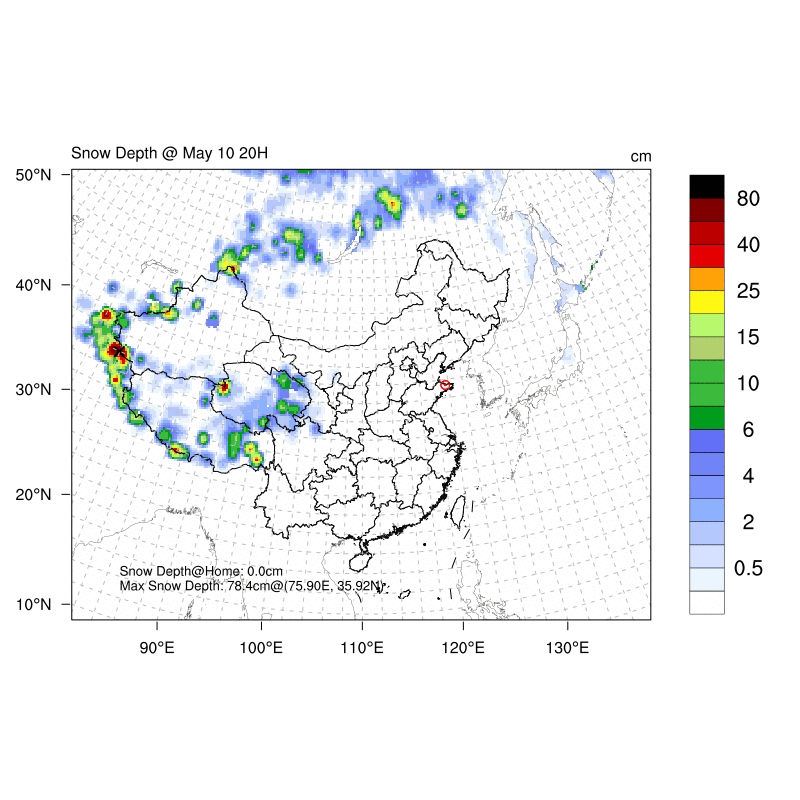 Snow Depth @ May 10 20H
cm
50°N
40°N
30°N
20°N
10°N
80
40
25
15
10
6
4
2
0.5
Snow Depth@Home: 0.0cm
Max Snow Depth: 78.4cm@(75.90E, 35.92N)
90°E
100°E
110°E
120°E
130°E